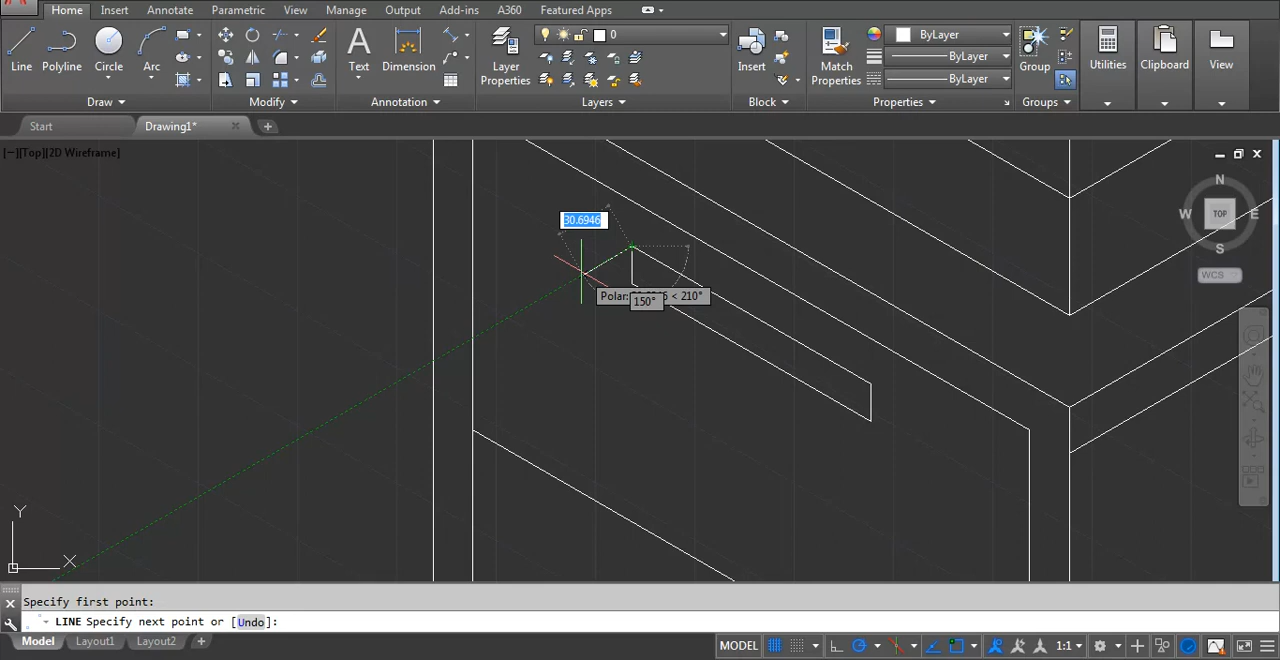 Home Insert Annotate Parametric View Manage Output Add-ins A360 Featured Apps
0
ByLayer
ByLayer
ByLayer
Line Polyline Circle Arc Text Dimension Layer Properties Insert Match Properties Group Utilities Clipboard View
Draw Modify Annotation Layers Block Properties Groups
Start Drawing1*
[−][Top][2D Wireframe]
N
W TOP E
S
WCS
30.6946
Polar: < 210°
150°
Y
X
Specify first point:
LINE Specify next point or [Undo]:
Model Layout1 Layout2 + MODEL 1:1